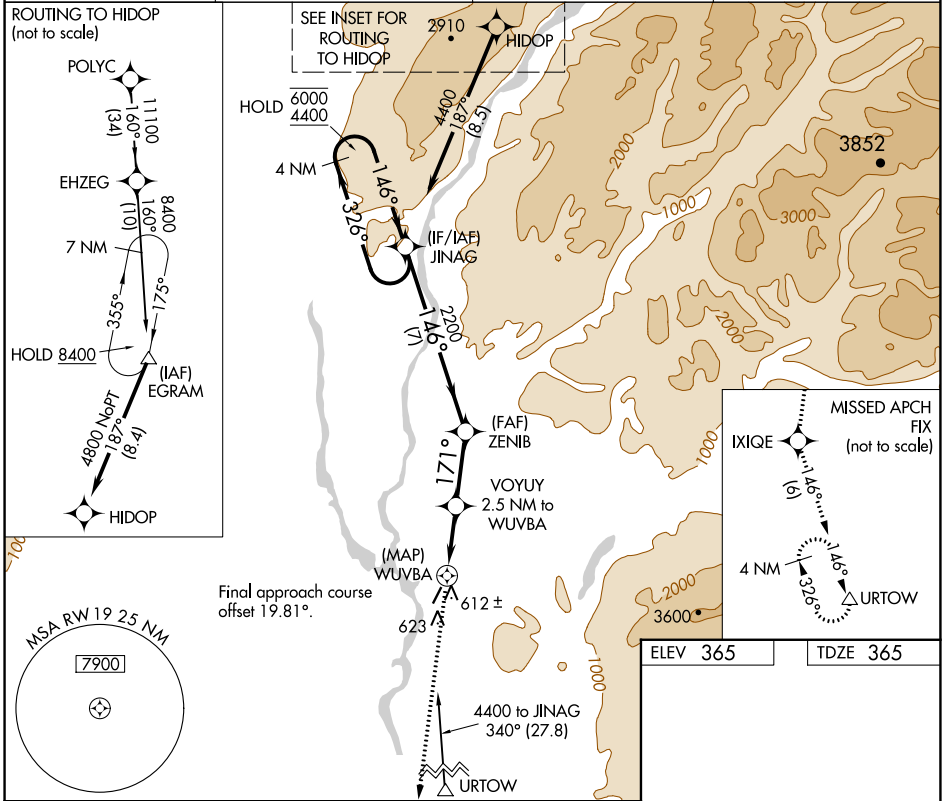 ROUTING TO HIDOP
(not to scale)
POLYC
11100
160°
(34)
EHZEG
8400
160°
(10)
7 NM
355°
175°
HOLD 8400
(IAF)
EGRAM
4800 NoPT
187°
(8.4)
HIDOP
SEE INSET FOR
ROUTING
TO HIDOP
2910
HIDOP
4400
187°
(8.5)
HOLD 6000
4400
4 NM
146°
326°
(IF/IAF)
JINAG
2200
146°
(7)
(FAF)
ZENIB
171°
VOYUY
2.5 NM to
WUVBA
(MAP)
WUVBA
612 ±
623
Final approach course
offset 19.81°.
4400 to JINAG
340° (27.8)
URTOW
2000
1000
3852
3000
2000
1000
2000
3600
1000
100
MISSED APCH
FIX
(not to scale)
IXIQE
146°
(6)
4 NM
146°
326°
URTOW
MSA RW 19 25 NM
7900
ELEV 365
TDZE 365